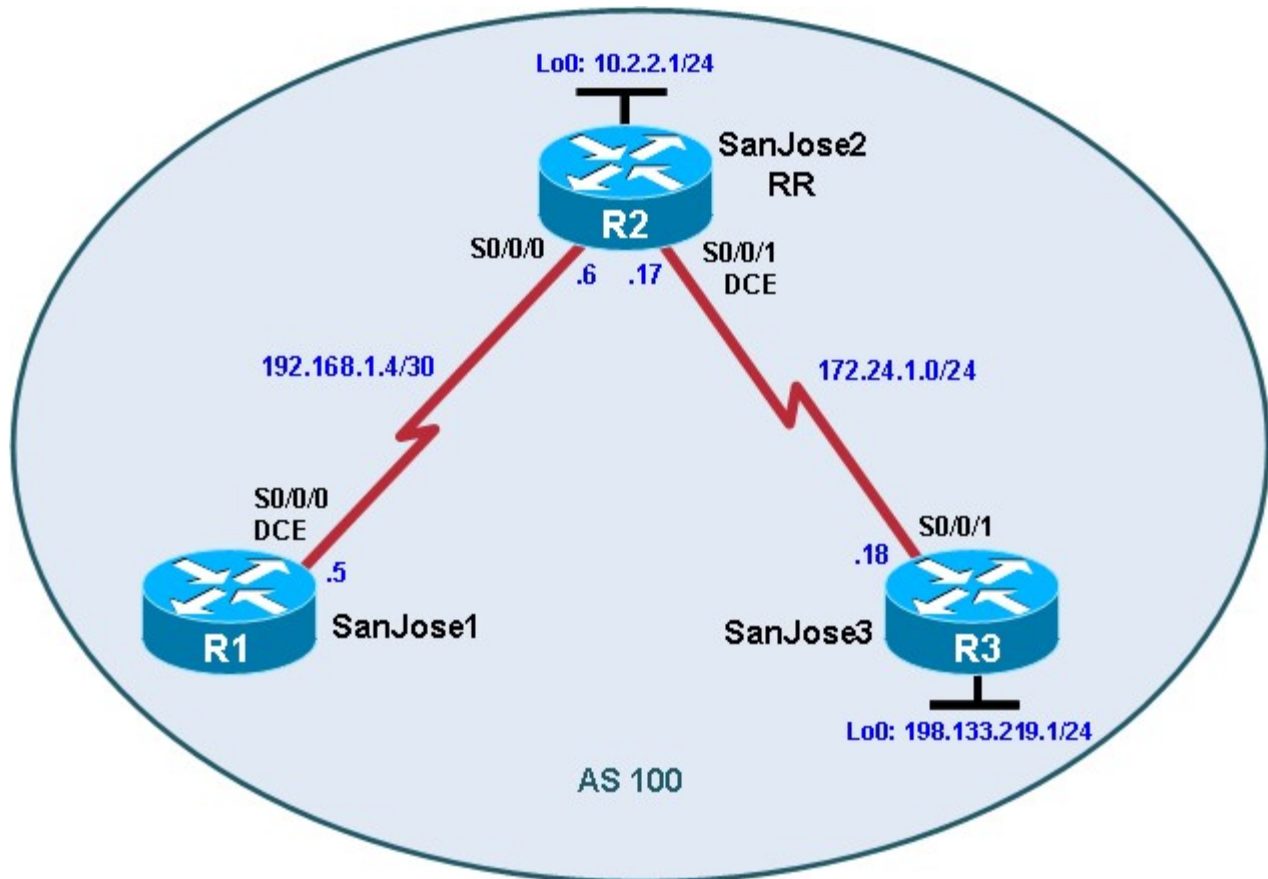 Lo0: 10.2.2.1/24
SanJose2
RR
R2
S0/0/0
S0/0/1
DCE
.6
.17
192.168.1.4/30
172.24.1.0/24
S0/0/0
DCE
S0/0/1
.5
.18
R1
SanJose1
SanJose3
R3
Lo0: 198.133.219.1/24
AS 100